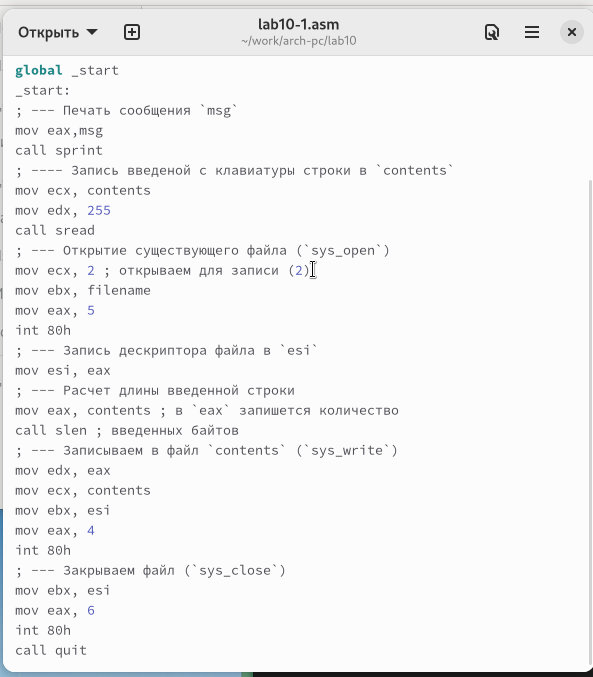 Открыть
lab10-1.asm
~/work/arch-pc/lab10
global _start
_start:
; --- Печать сообщения `msg`
mov eax,msg
call sprint
; ---- Запись введеной с клавиатуры строки в `contents`
mov ecx, contents
mov edx, 255
call sread
; --- Открытие существующего файла (`sys_open`)
mov ecx, 2 ; открываем для записи (2)
mov ebx, filename
mov eax, 5
int 80h
; --- Запись дескриптора файла в `esi`
mov esi, eax
; --- Расчет длины введенной строки
mov eax, contents ; в `eax` запишется количество
call slen ; введенных байтов
; --- Записываем в файл `contents` (`sys_write`)
mov edx, eax
mov ecx, contents
mov ebx, esi
mov eax, 4
int 80h
; --- Закрываем файл (`sys_close`)
mov ebx, esi
mov eax, 6
int 80h
call quit